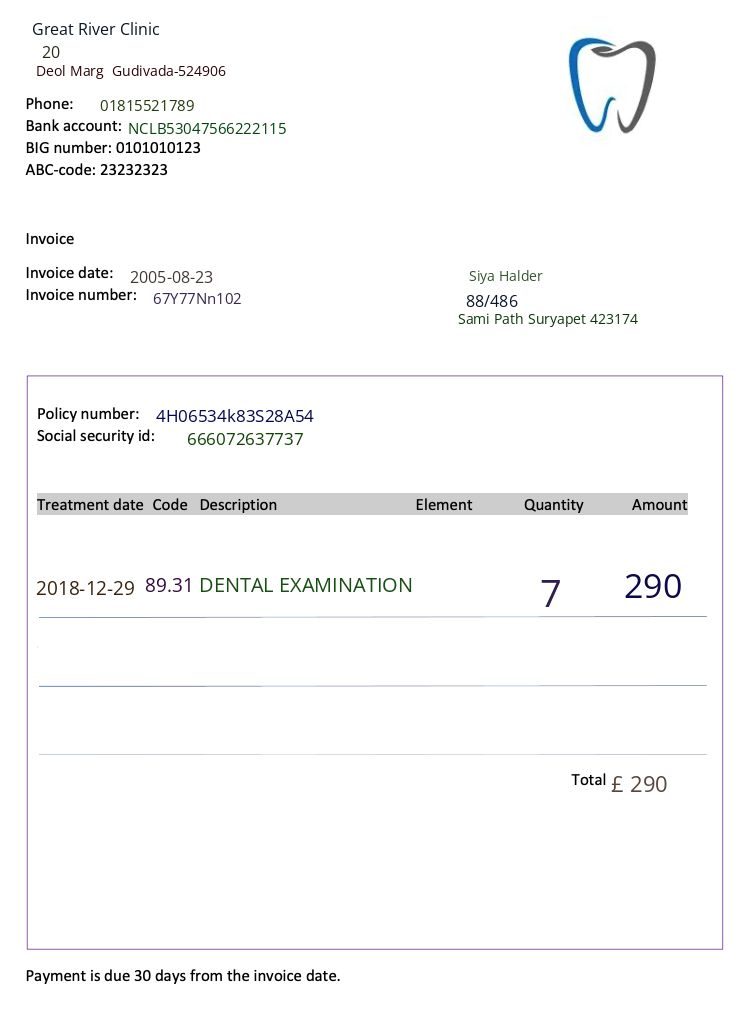 Great River Clinic
20
Deol Marg Gudivada-524906
Phone: 01815521789
Bank account: NCLB53047566222115
BIG number: 0101010123
ABC-code: 23232323
Invoice
Invoice date: 2005-08-23
Invoice number: 67Y77Nn102
Siya Halder
88/486
Sami Path Suryapet 423174
Policy number: 4H06534k83S28A54
Social security id: 666072637737
Treatment date Code Description Element Quantity Amount
2018-12-29 89.31 DENTAL EXAMINATION 7 290
Total £ 290
Payment is due 30 days from the invoice date.